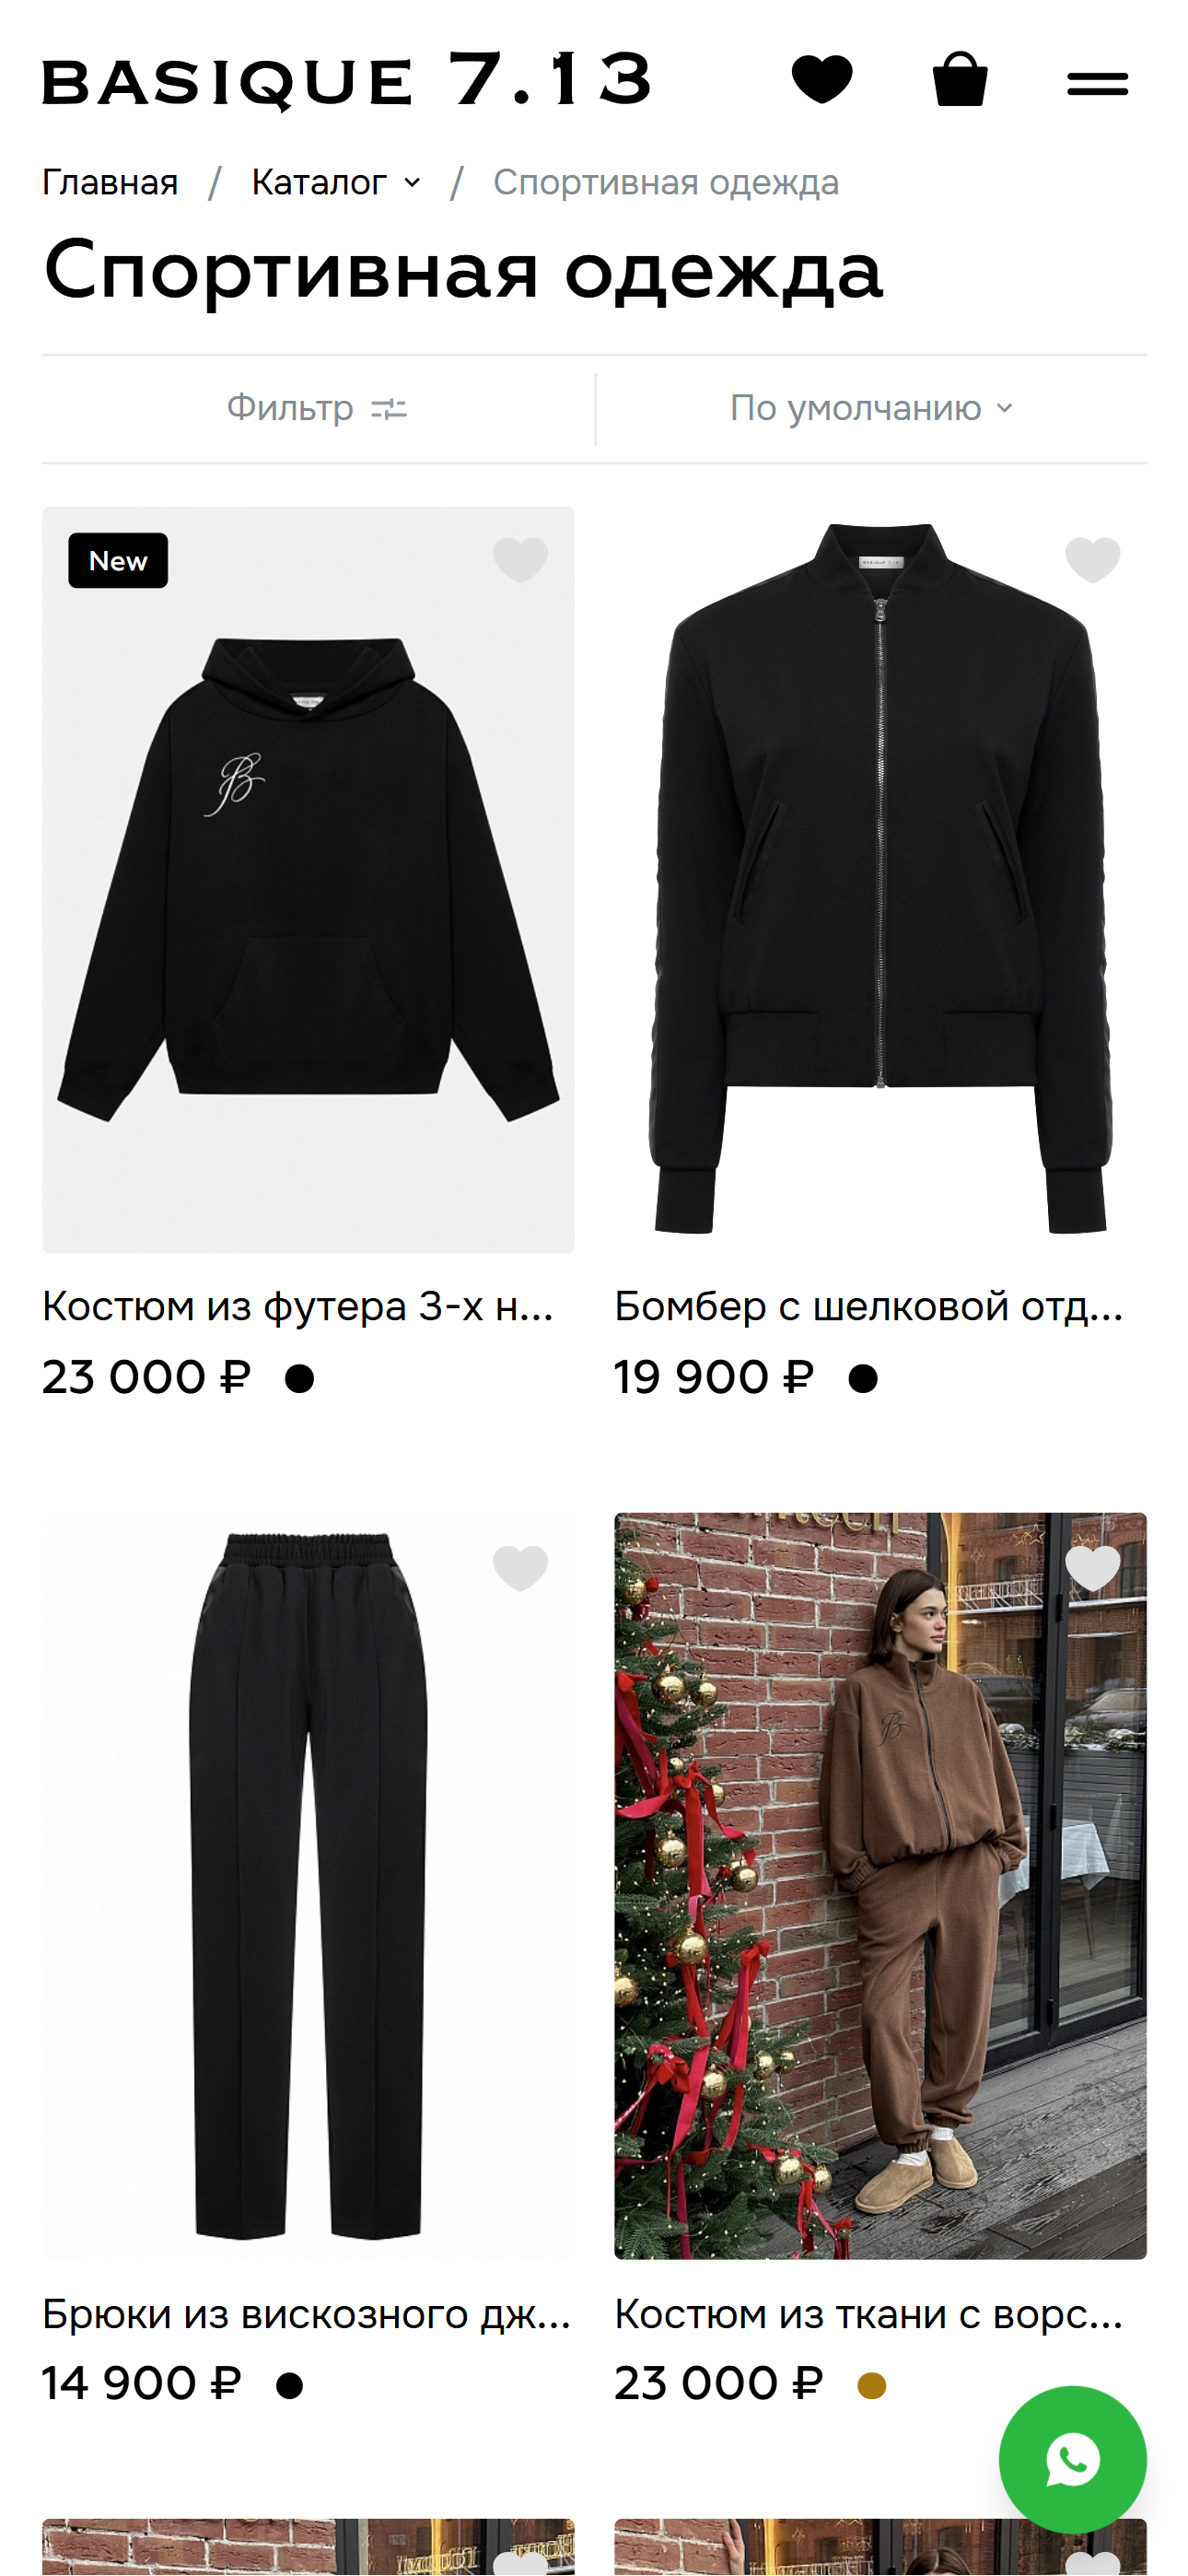 BASIQUE 7.13
Главная / Каталог / Спортивная одежда
Спортивная одежда
Фильтр
По умолчанию
New
Костюм из футера 3-х н...
23 000 ₽
Бомбер с шелковой отд...
19 900 ₽
Брюки из вискозного дж...
14 900 ₽
Костюм из ткани с ворс...
23 000 ₽